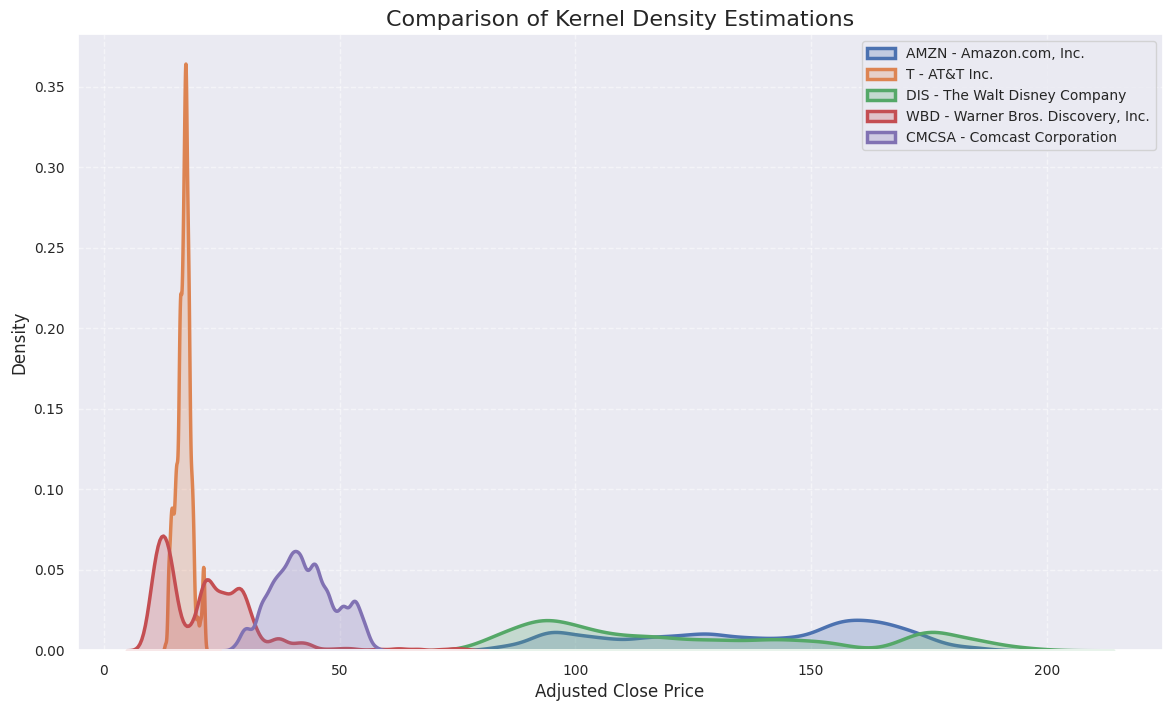 Comparison of Kernel Density Estimations
AMZN - Amazon.com, Inc.
T - AT&T Inc.
DIS - The Walt Disney Company
WBD - Warner Bros. Discovery, Inc.
CMCSA - Comcast Corporation
Density
0.35
0.30
0.25
0.20
0.15
0.10
0.05
0.00
0
50
100
150
200
Adjusted Close Price